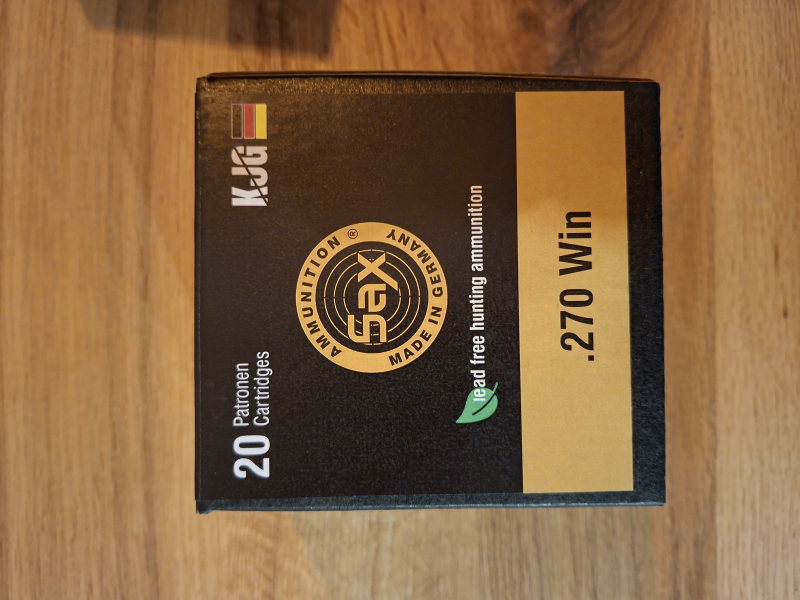 20 Patronen
Cartridges
KJG
AMMUNITION ®
sax
MADE IN GERMANY
lead free hunting ammunition
.270 Win